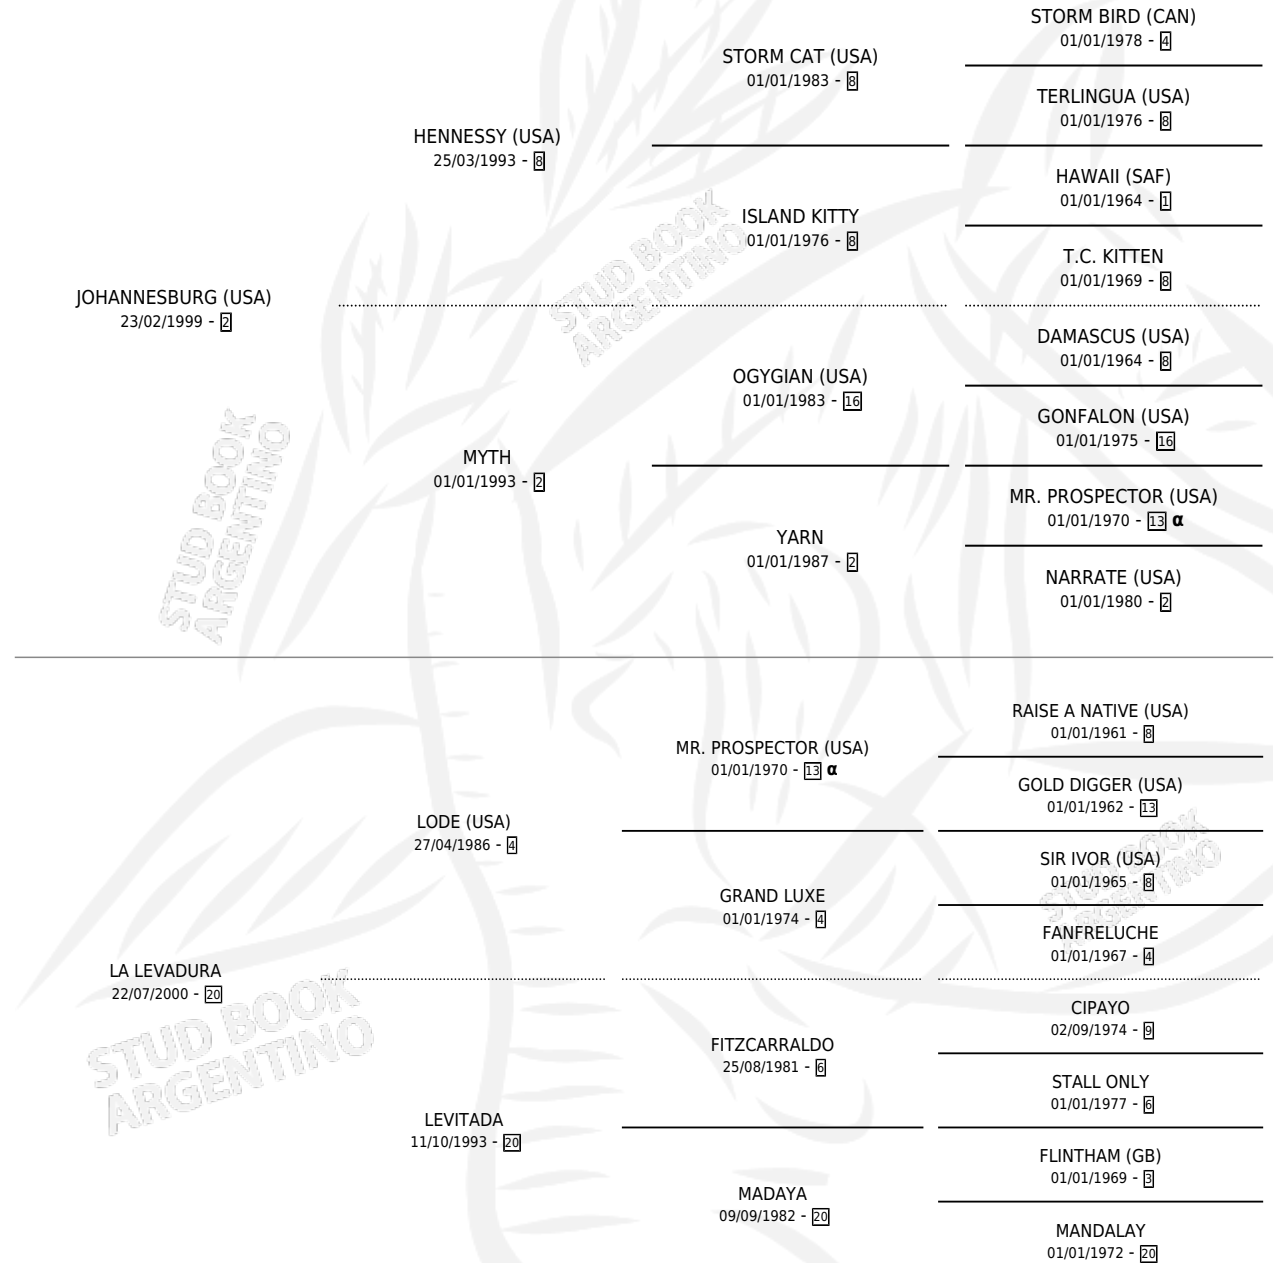 STORM BIRD (CAN)
01/01/1978 - 4
STORM CAT (USA)
01/01/1983 - 8
TERLINGUA (USA)
01/01/1976 - 8
HENNESSY (USA)
25/03/1993 - 8
HAWAII (SAF)
01/01/1964 - 1
ISLAND KITTY
01/01/1976 - 8
T.C. KITTEN
01/01/1969 - 8
JOHANNESBURG (USA)
23/02/1999 - 2
DAMASCUS (USA)
01/01/1964 - 8
OGYGIAN (USA)
01/01/1983 - 16
GONFALON (USA)
01/01/1975 - 16
MYTH
01/01/1993 - 2
MR. PROSPECTOR (USA)
01/01/1970 - 13 α
YARN
01/01/1987 - 2
NARRATE (USA)
01/01/1980 - 2
RAISE A NATIVE (USA)
01/01/1961 - 8
MR. PROSPECTOR (USA)
01/01/1970 - 13 α
GOLD DIGGER (USA)
01/01/1962 - 13
LODE (USA)
27/04/1986 - 4
SIR IVOR (USA)
01/01/1965 - 8
GRAND LUXE
01/01/1974 - 4
FANFRELUCHE
01/01/1967 - 4
LA LEVADURA
22/07/2000 - 20
CIPAYO
02/09/1974 - 9
FITZCARRALDO
25/08/1981 - 6
STALL ONLY
01/01/1977 - 6
LEVITADA
11/10/1993 - 20
FLINTHAM (GB)
01/01/1969 - 3
MADAYA
09/09/1982 - 20
MANDALAY
01/01/1972 - 20
STUD BOOK
ARGENTINO
STUD BOOK
ARGENTINO
STUD BOOK
ARGENTINO
STUD BOOK
ARGENTINO